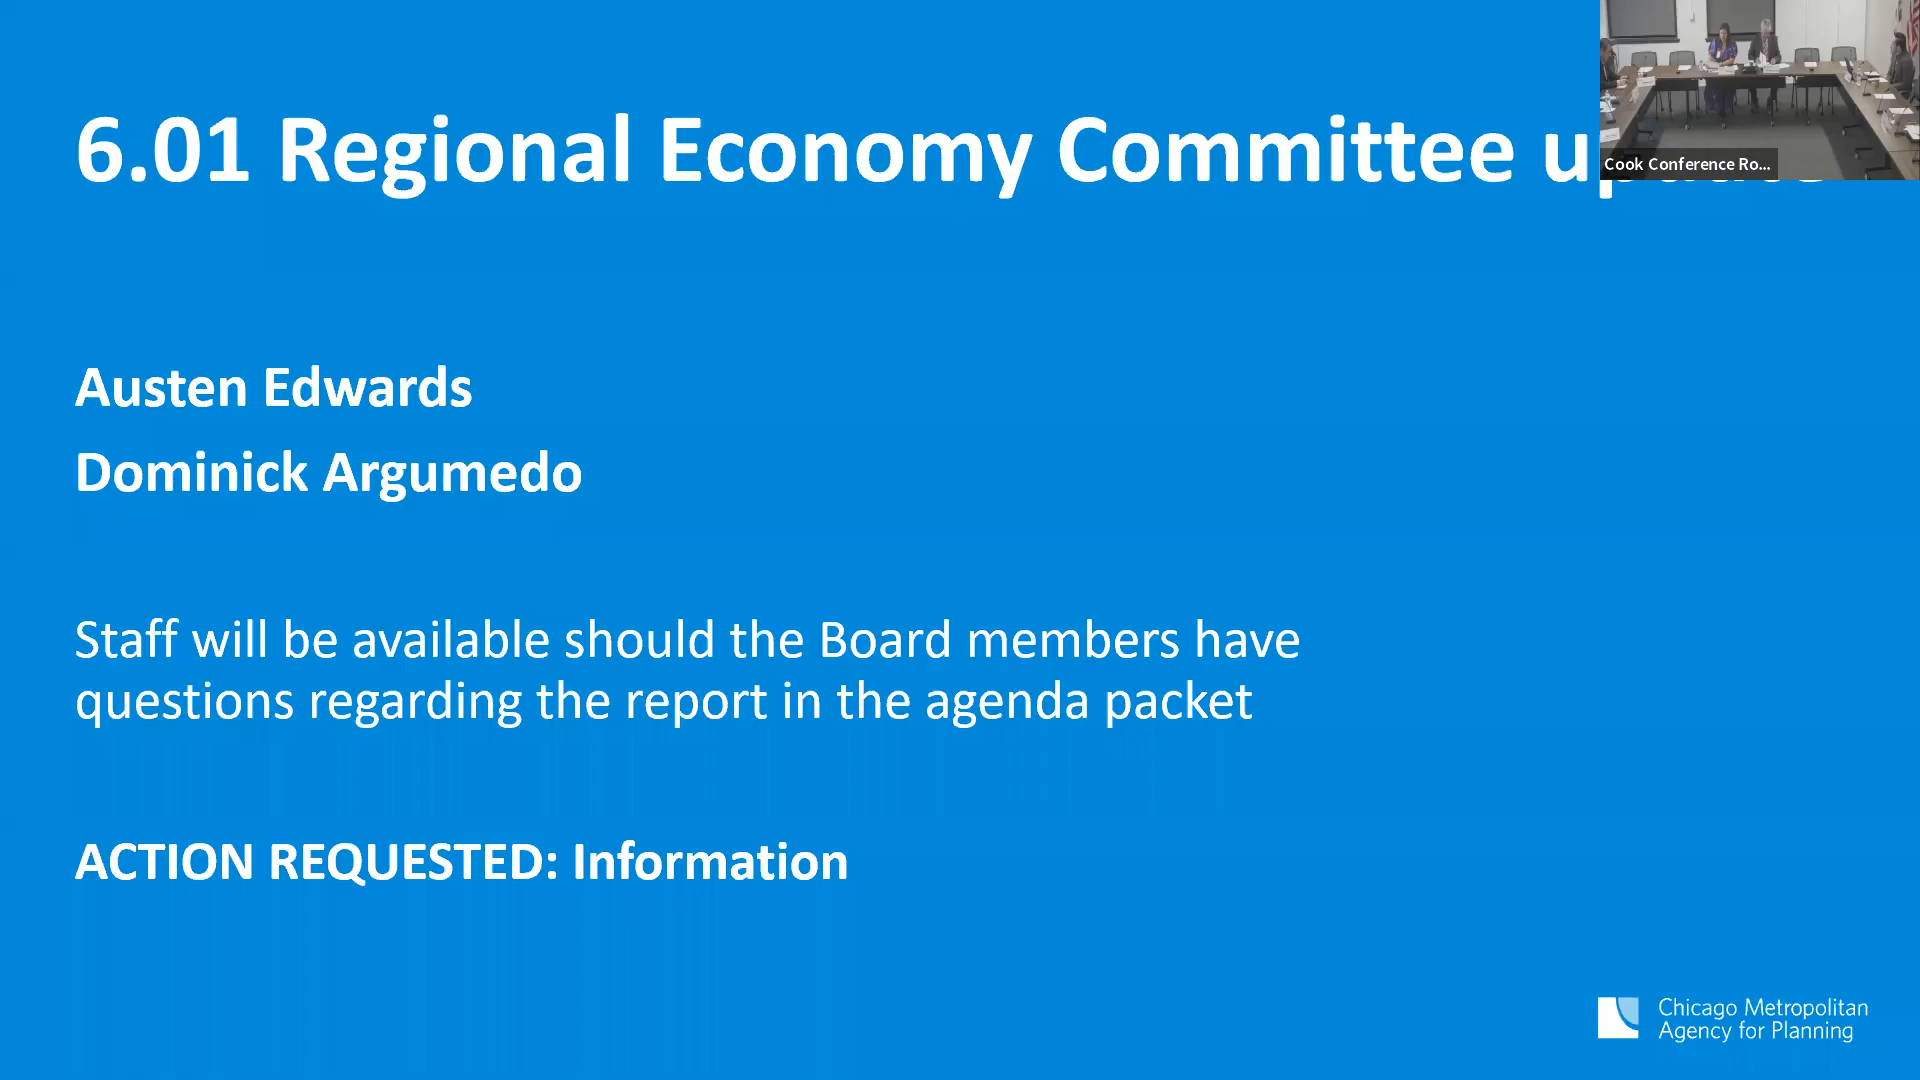 6.01 Regional Economy Committee
Cook Conference Ro...
Austen Edwards
Dominick Argumedo
Staff will be available should the Board members have
questions regarding the report in the agenda packet
ACTION REQUESTED: Information
Chicago Metropolitan
Agency for Planning